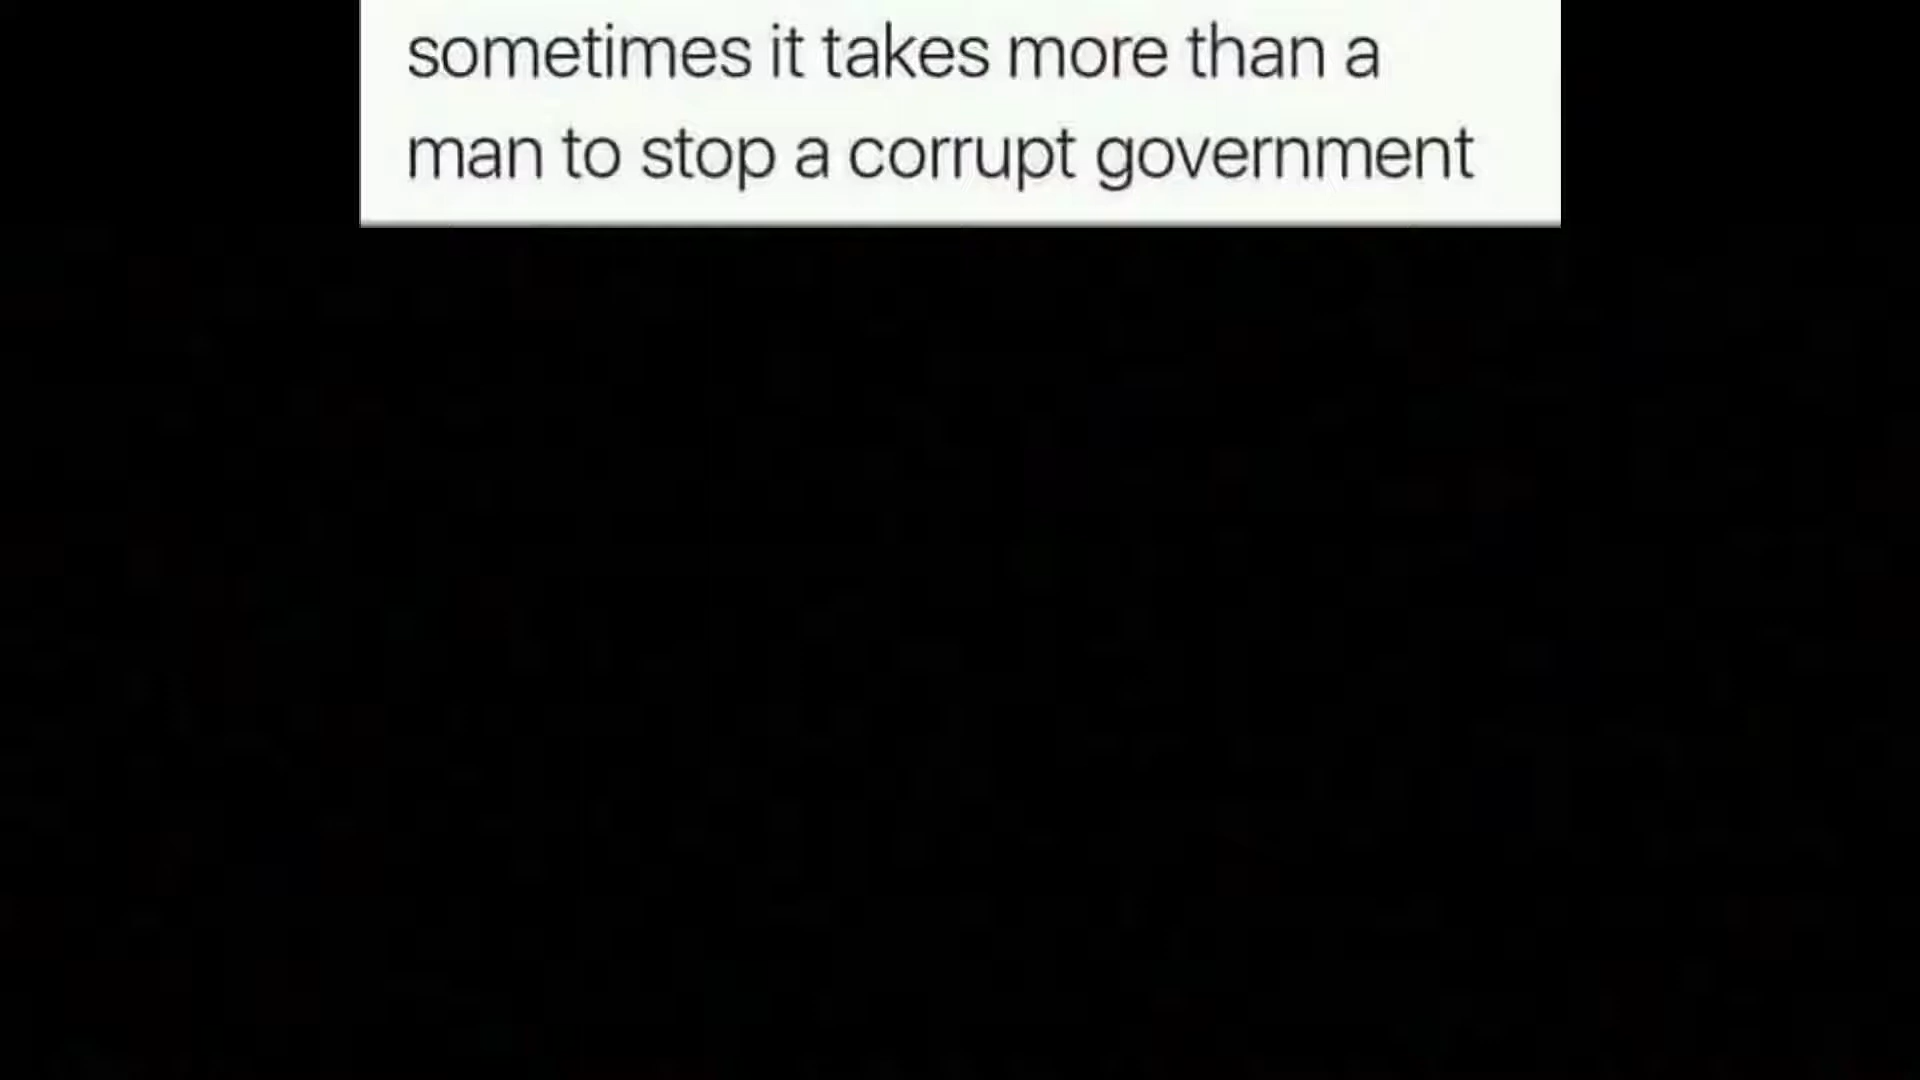 sometimes it takes more than a
man to stop a corrupt government